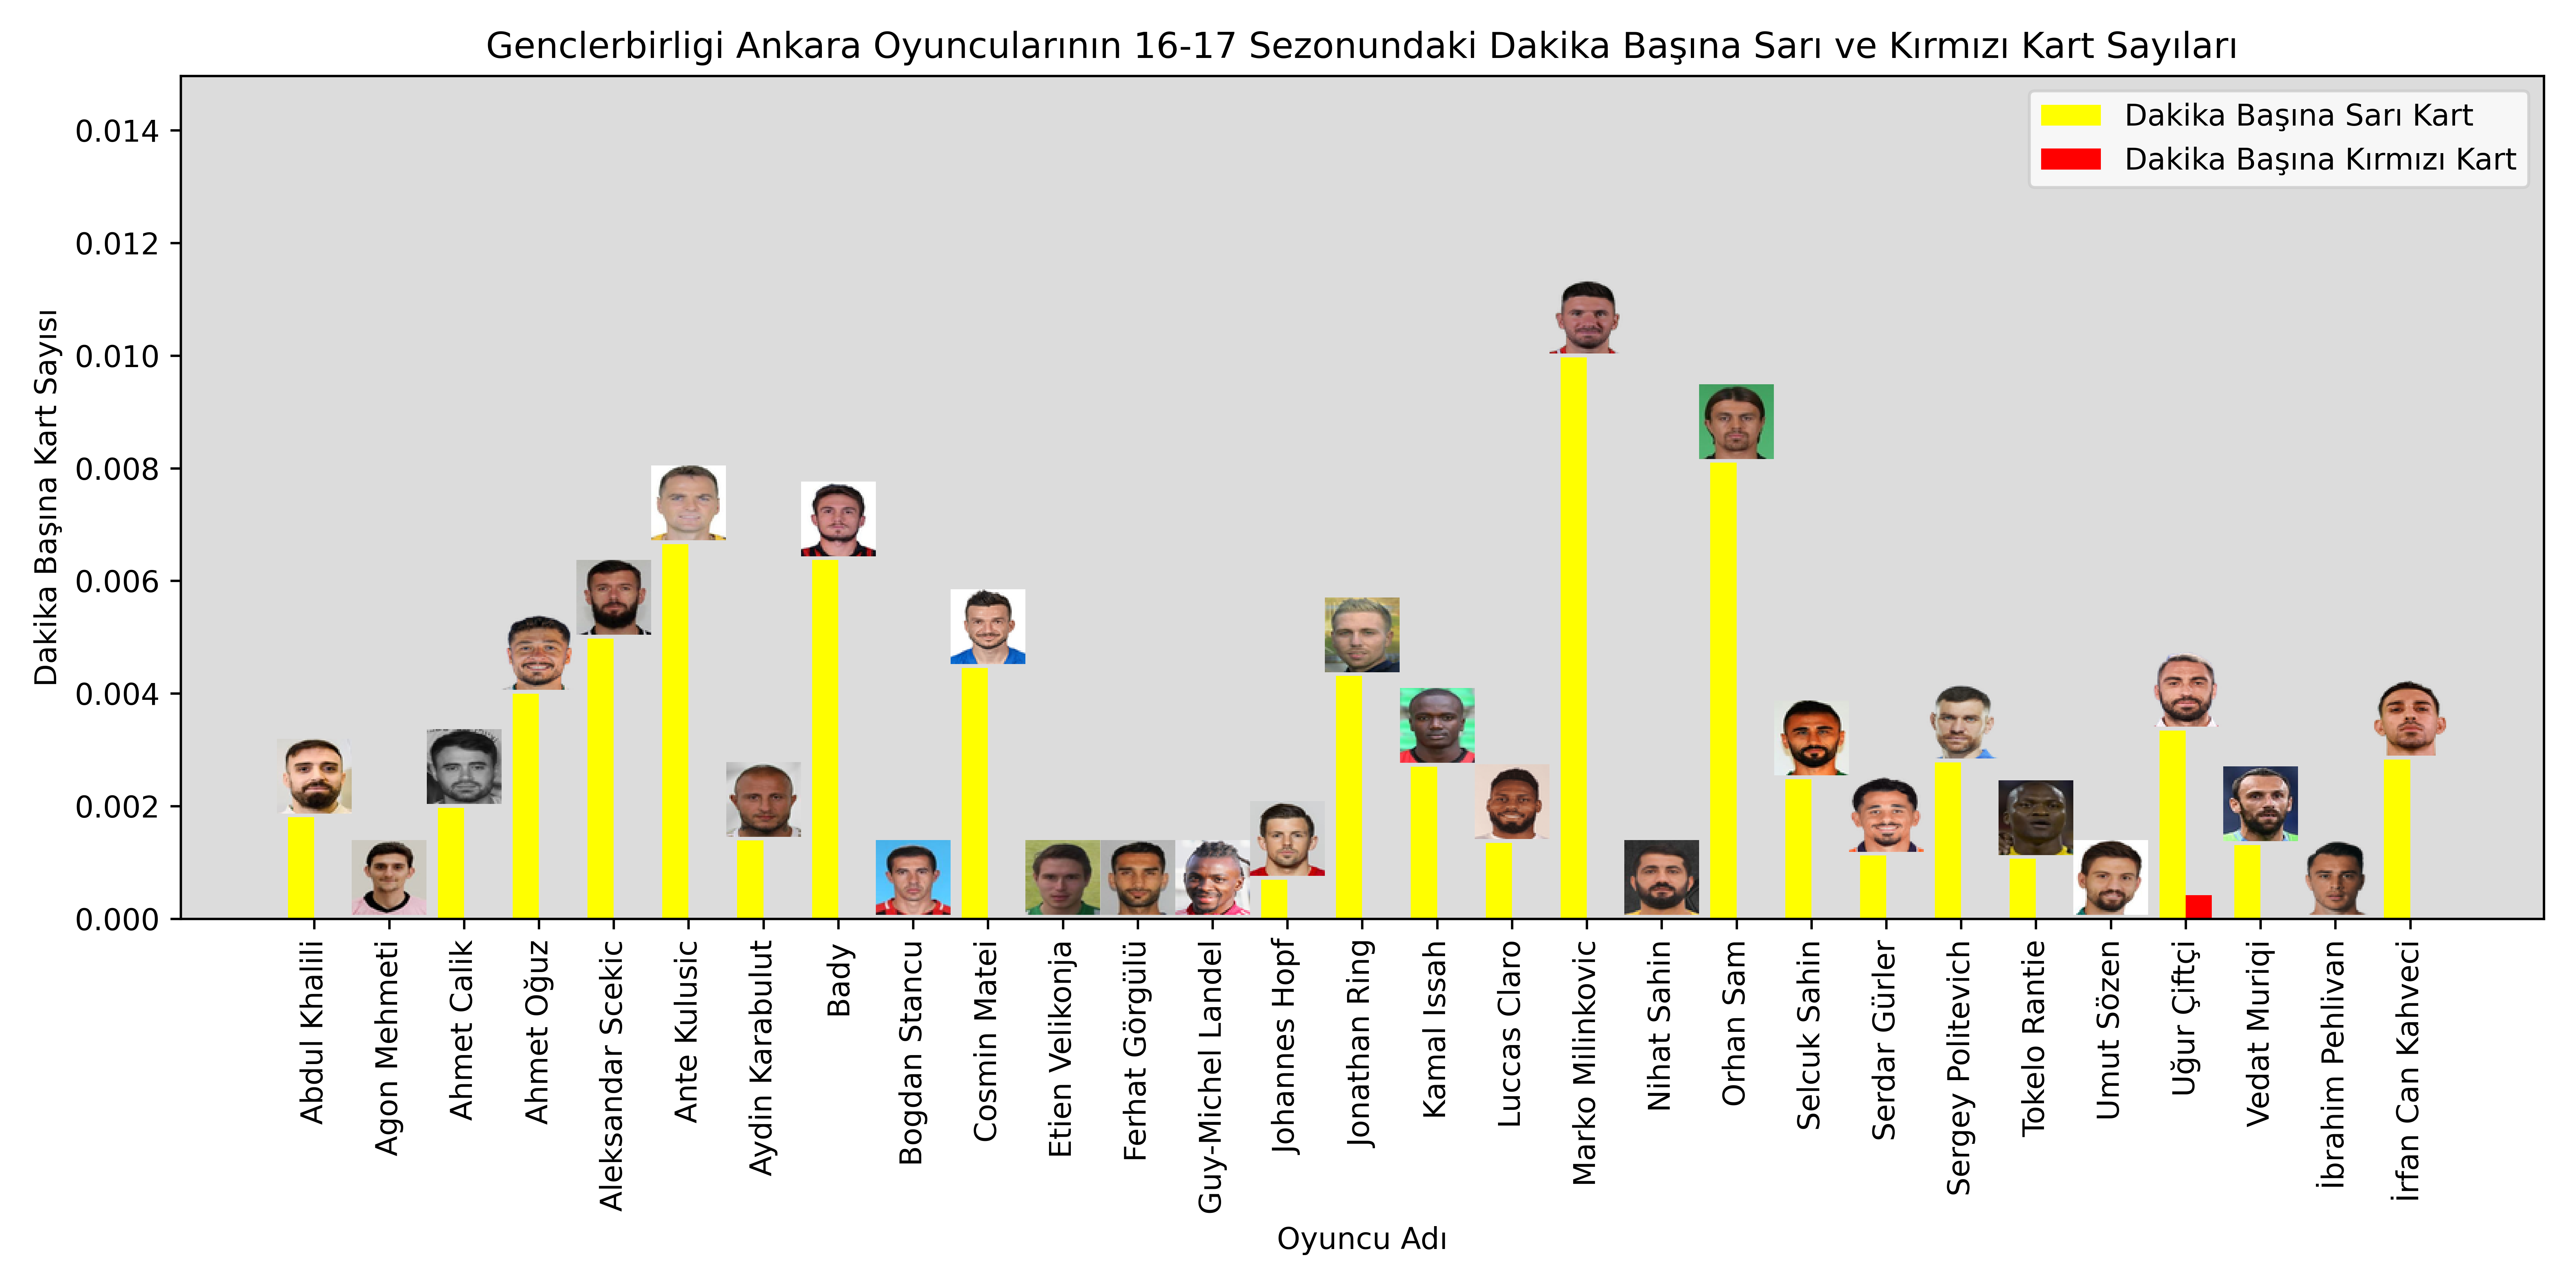 Genclerbirligi Ankara Oyuncularının 16-17 Sezonundaki Dakika Başına Sarı ve Kırmızı Kart Sayıları
Dakika Başına Sarı Kart
Dakika Başına Kırmızı Kart
Dakika Başına Kart Sayısı
0.014
0.012
0.010
0.008
0.006
0.004
0.002
0.000
Abdul Khalili
Agon Mehmeti
Ahmet Calik
Ahmet Oğuz
Aleksandar Scekic
Ante Kulusic
Aydin Karabulut
Bady
Bogdan Stancu
Cosmin Matei
Etien Velikonja
Ferhat Görgülü
Guy-Michel Landel
Johannes Hopf
Jonathan Ring
Kamal Issah
Luccas Claro
Marko Milinkovic
Nihat Sahin
Orhan Sam
Selcuk Sahin
Serdar Gürler
Sergey Politevich
Tokelo Rantie
Umut Sözen
Uğur Çiftçi
Vedat Muriqi
İbrahim Pehlivan
İrfan Can Kahveci
Oyuncu Adı